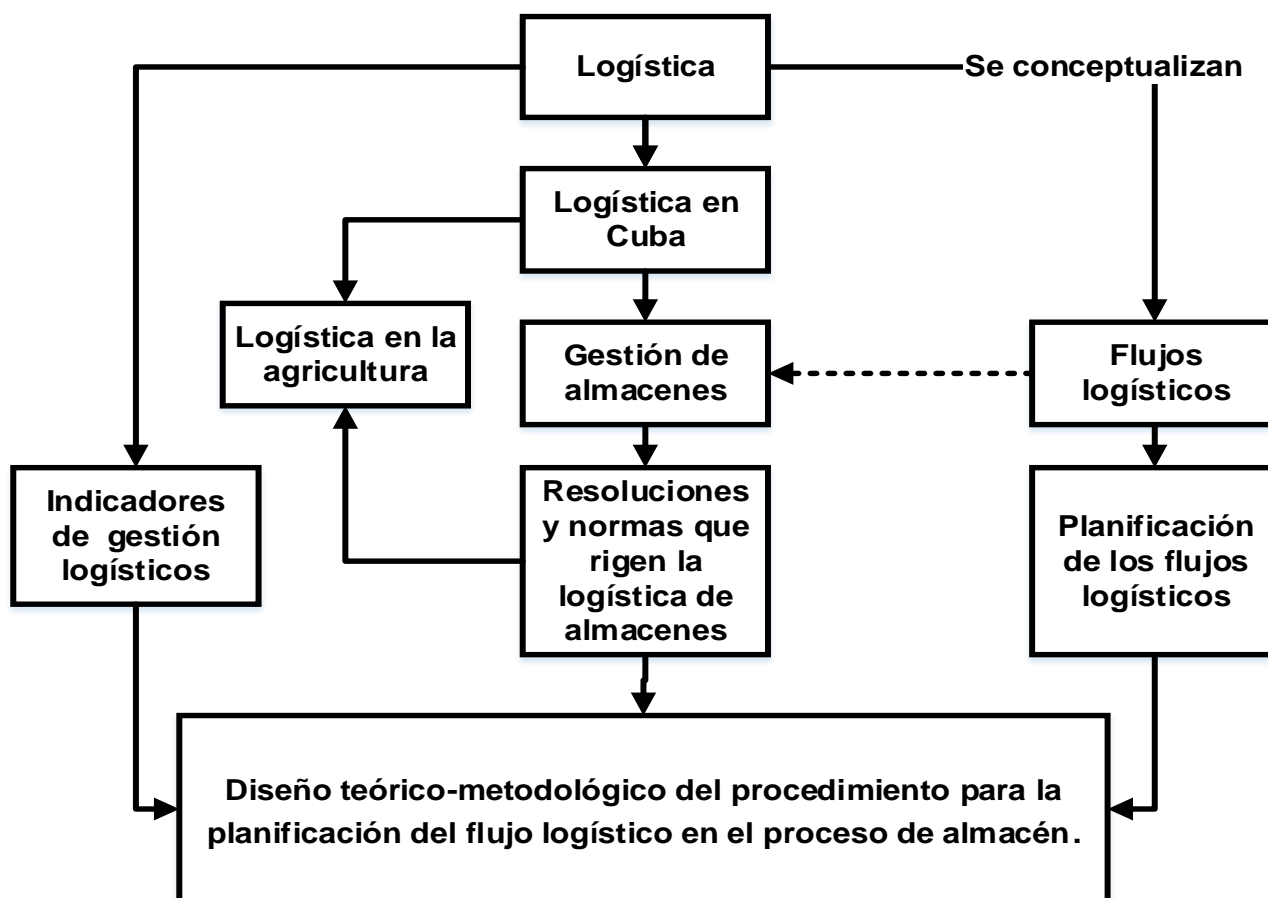 Logística
Se conceptualizan
Logística en
Cuba
Logística en la
agricultura
Gestión de
almacenes
Flujos
logísticos
Indicadores
de gestión
logísticos
Resoluciones
y normas que
rigen la
logística de
almacenes
Planificación
de los flujos
logísticos
Diseño teórico-metodológico del procedimiento para la
planificación del flujo logístico en el proceso de almacén.